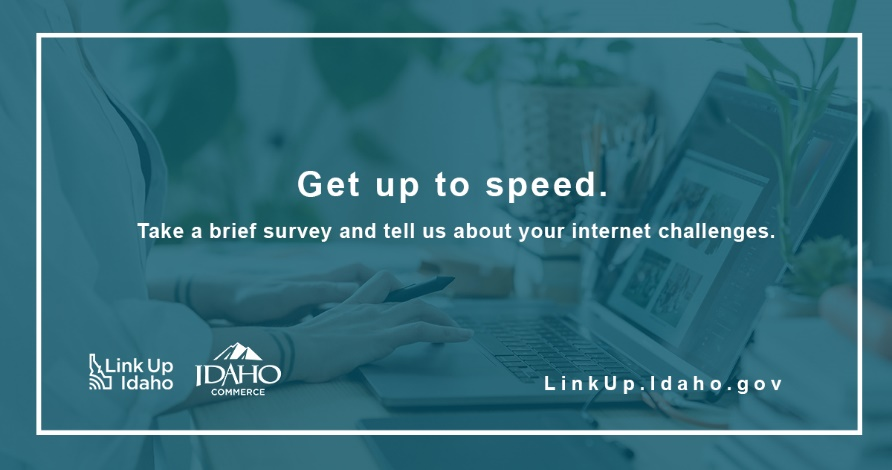 Get up to speed.
Take a brief survey and tell us about your internet challenges.
Link Up
Idaho
IDAHO
COMMERCE
LinkUp.Idaho.gov